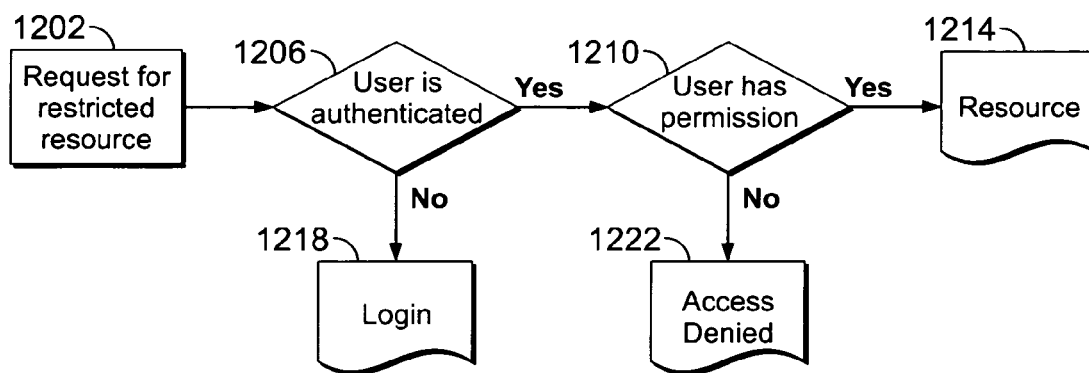 1202
Request for
restricted
resource
1206
User is
authenticated
Yes
1210
User has
permission
Yes
1214
Resource
No
1218
Login
No
1222
Access
Denied